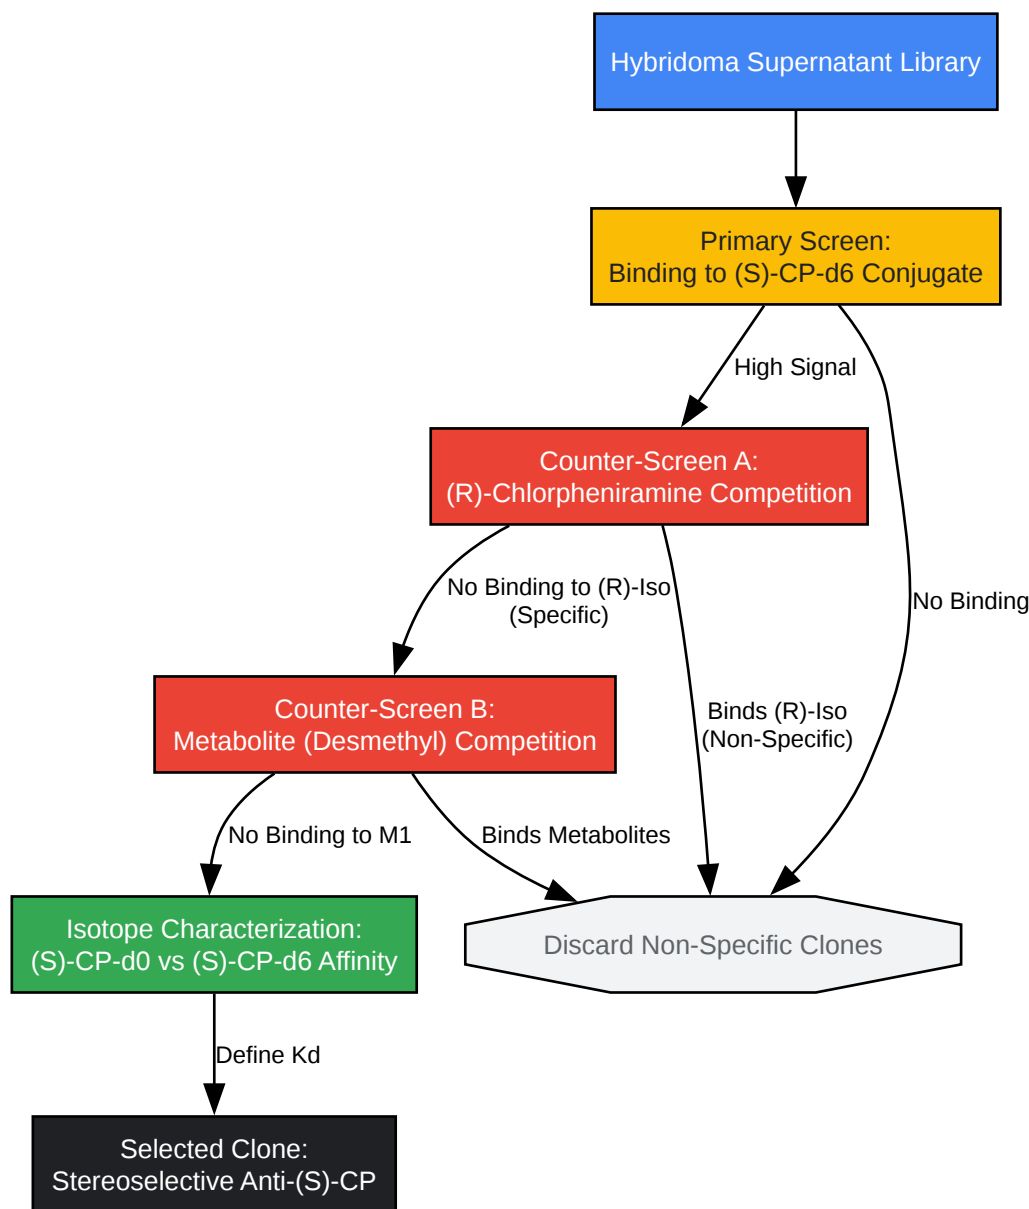 Hybridoma Supernatant Library
Primary Screen:
Binding to (S)-CP-d6 Conjugate
High Signal
Counter-Screen A:
(R)-Chlorpheniramine Competition
No Binding to (R)-Iso
(Specific)
No Binding
Counter-Screen B:
Metabolite (Desmethyl) Competition
Binds (R)-Iso
(Non-Specific)
No Binding to M1
Binds Metabolites
Isotope Characterization:
(S)-CP-d0 vs (S)-CP-d6 Affinity
Discard Non-Specific Clones
Define Kd
Selected Clone:
Stereoselective Anti-(S)-CP